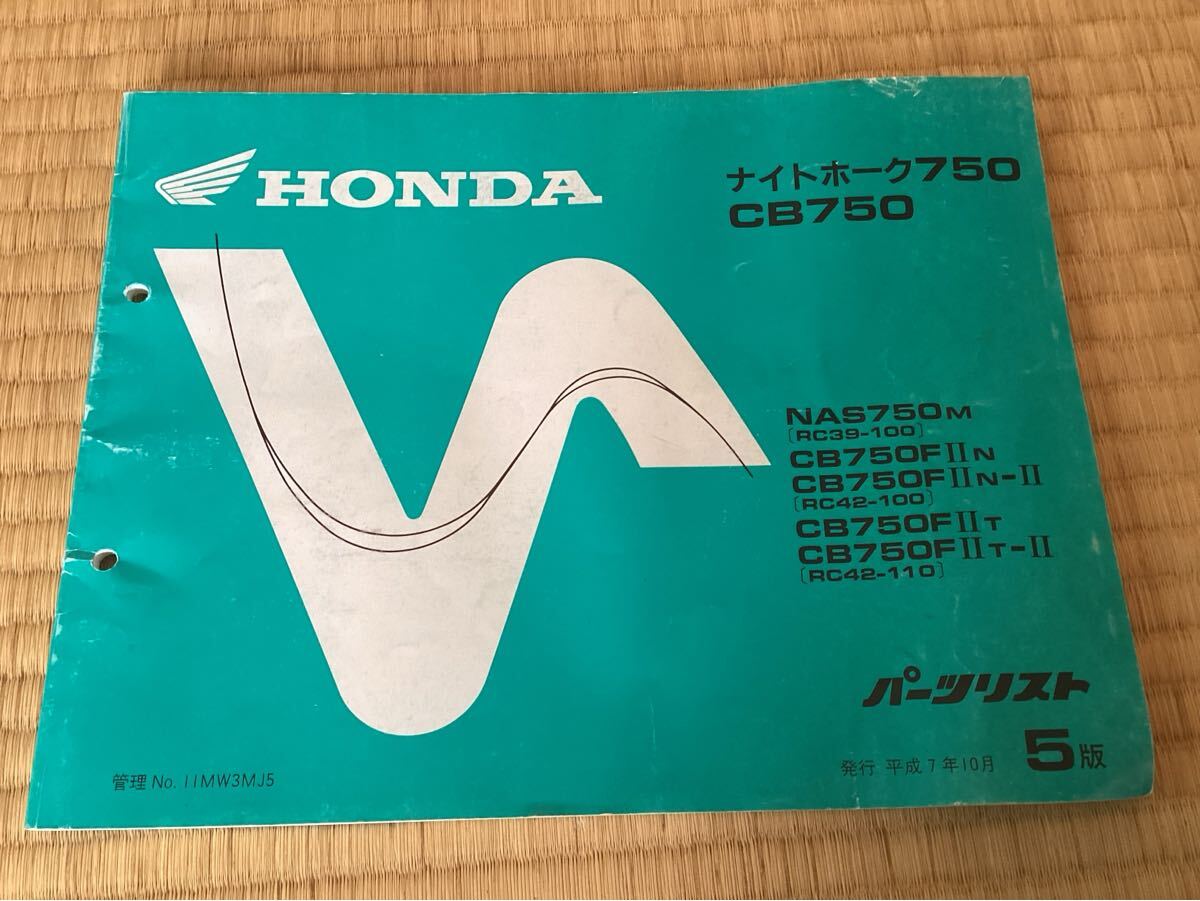 HONDA
ナイトホーク750
CB750
NAS750M
〔RC39-100〕
CB750FⅡN
CB750FⅡN-Ⅱ
〔RC42-100〕
CB750FⅡT
CB750FⅡT-Ⅱ
〔RC42-110〕
パーツリスト
管理 No. 11MW3MJ5
発行 平成7年10月 5版